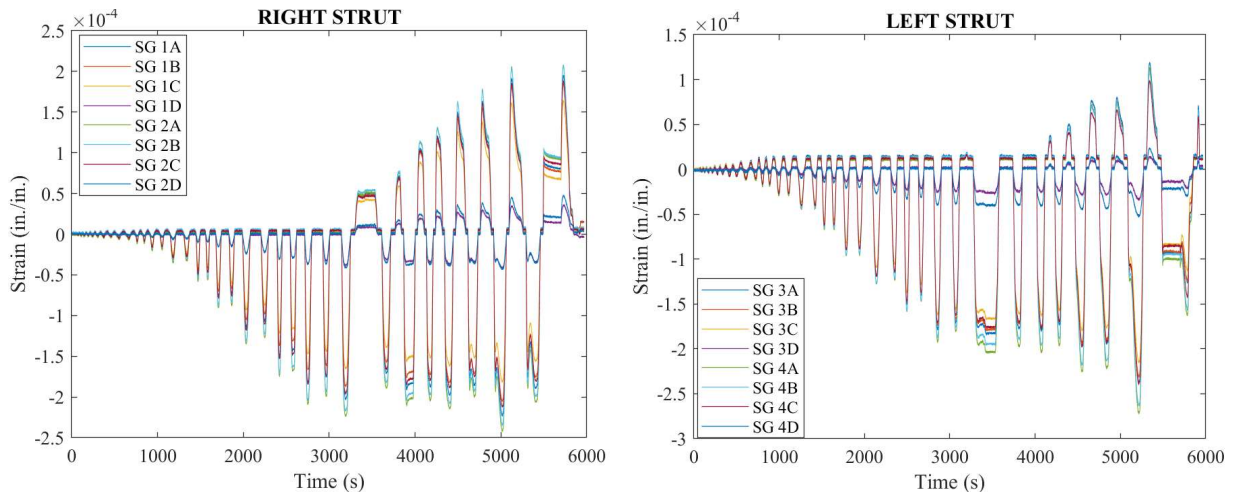 RIGHT STRUT
×10-4
2.5
2
1.5
1
0.5
0
-0.5
-1
-1.5
-2
-2.5
Strain (in./in.)
SG 1A
SG 1B
SG 1C
SG 1D
SG 2A
SG 2B
SG 2C
SG 2D
0 1000 2000 3000 4000 5000 6000
Time (s)
LEFT STRUT
×10-4
1.5
1
0.5
0
-0.5
-1
-1.5
-2
-2.5
-3
Strain (in./in.)
SG 3A
SG 3B
SG 3C
SG 3D
SG 4A
SG 4B
SG 4C
SG 4D
0 1000 2000 3000 4000 5000 6000
Time (s)